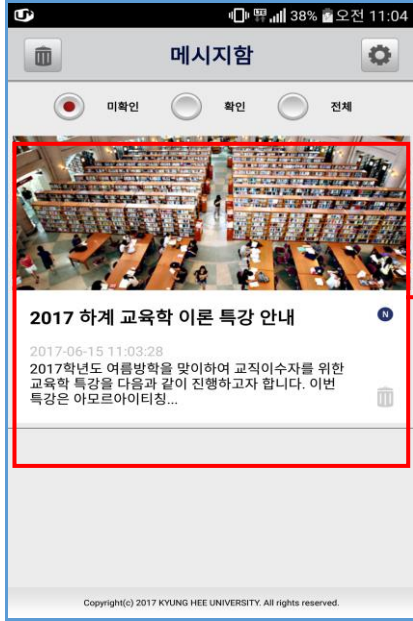 38% 오전 11:04
메시지함
미확인 확인 전체
2017 하계 교육학 이론 특강 안내
N
2017-06-15 11:03:28
2017학년도 여름방학을 맞이하여 교직이수자를 위한
교육학 특강을 다음과 같이 진행하고자 합니다. 이번
특강은 아모르아이티칭...
Copyright(c) 2017 KYUNG HEE UNIVERSITY. All rights reserved.